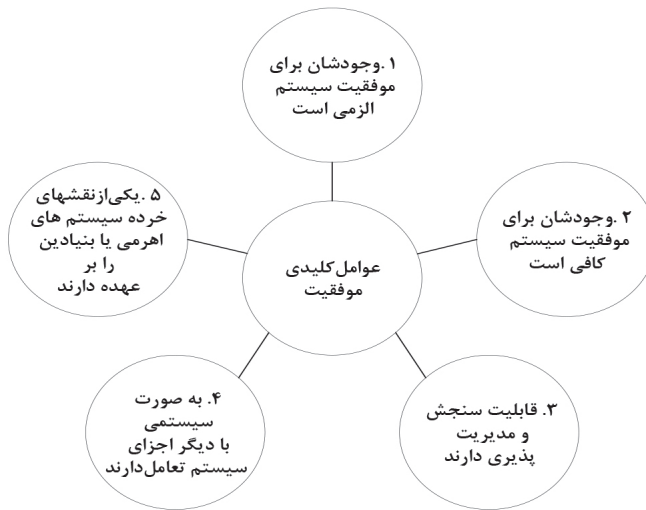 ۱.وجودشان برای
موفقیت سیستم
الزمی است
۲.وجودشان برای
موفقیت سیستم
کافی است
۳. قابلیت سنجش
و مدیریت
پذیری دارند
۴. به صورت
سیستمی
با دیگر اجزای
سیستم تعامل‌دارند
۵.یکی‌ازنقشهای
خرده سیستم های
اهرمی یا بنیادین
را بر
عهده دارند
عوامل‌کلیدی
موفقیت